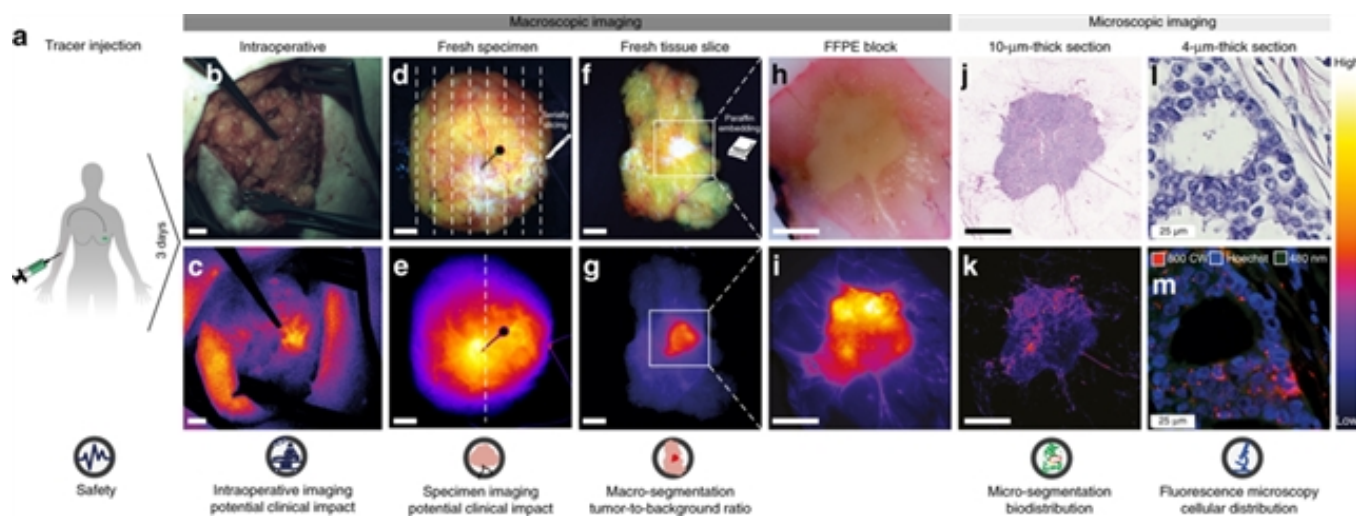 Macroscopic imaging
Microscopic imaging
a
Tracer injection
Intraoperative
Fresh specimen
Fresh tissue slice
FFPE block
10-μm-thick section
4-μm-thick section
High
b
d
f
h
j
l
Serially
slicing
Paraffin
embedding
25 μm
3 days
c
e
g
i
k
800 CW
Hoechst
480 nm
m
25 μm
Low
Safety
Intraoperative imaging
potential clinical impact
Specimen imaging
potential clinical impact
Macro-segmentation
tumor-to-background ratio
Micro-segmentation
biodistribution
Fluorescence microscopy
cellular distribution